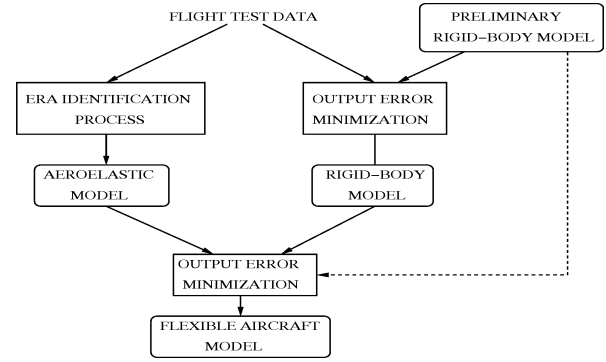 FLIGHT TEST DATA
PRELIMINARY
RIGID-BODY MODEL
ERA IDENTIFICATION
PROCESS
OUTPUT ERROR
MINIMIZATION
AEROELASTIC
MODEL
RIGID-BODY
MODEL
OUTPUT ERROR
MINIMIZATION
FLEXIBLE AIRCRAFT
MODEL